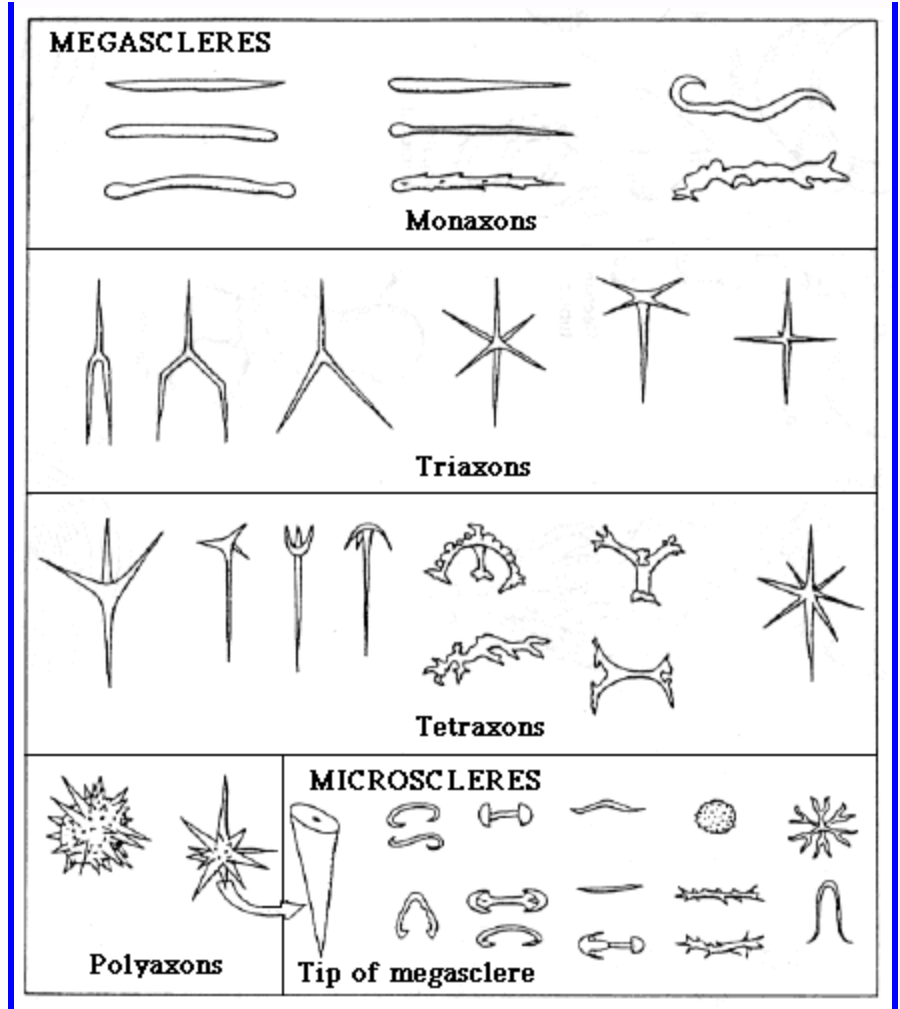 MEGASCLERES
Monaxons
Triaxons
Tetraxons
Polyaxons
MICROSCLERES
Tip of megasclere